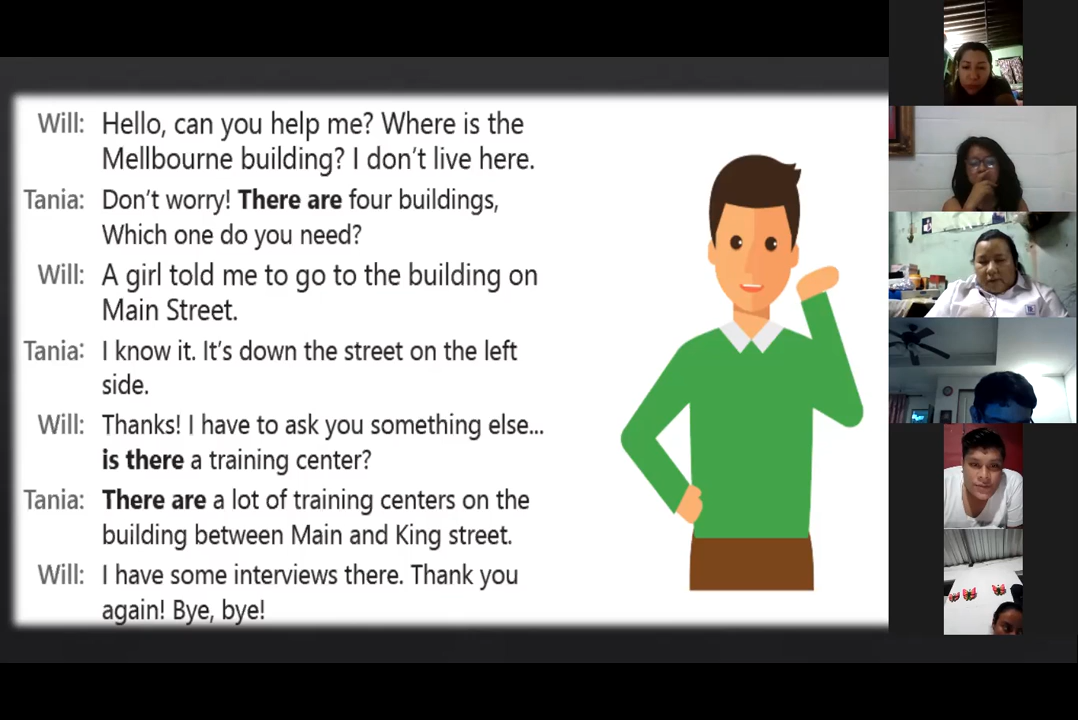 Will: Hello, can you help me? Where is the
Mellbourne building? I don't live here.
Tania: Don't worry! There are four buildings,
Which one do you need?
Will: A girl told me to go to the building on
Main Street.
Tania: I know it. It's down the street on the left
side.
Will: Thanks! I have to ask you something else...
is there a training center?
Tania: There are a lot of training centers on the
building between Main and King street.
Will: I have some interviews there. Thank you
again! Bye, bye!